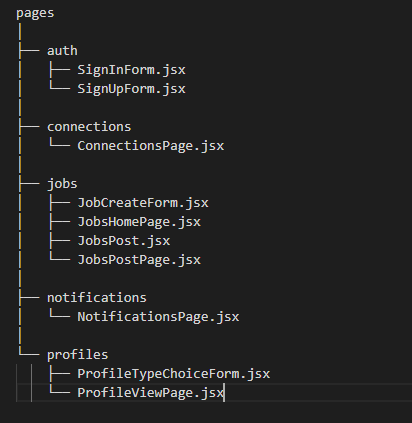 pages
│
├── auth
│   ├── SignInForm.jsx
│   └── SignUpForm.jsx
│
├── connections
│   └── ConnectionsPage.jsx
│
├── jobs
│   ├── JobCreateForm.jsx
│   ├── JobsHomePage.jsx
│   ├── JobsPost.jsx
│   └── JobsPostPage.jsx
│
├── notifications
│   └── NotificationsPage.jsx
│
└── profiles
    ├── ProfileTypeChoiceForm.jsx
    └── ProfileViewPage.jsx